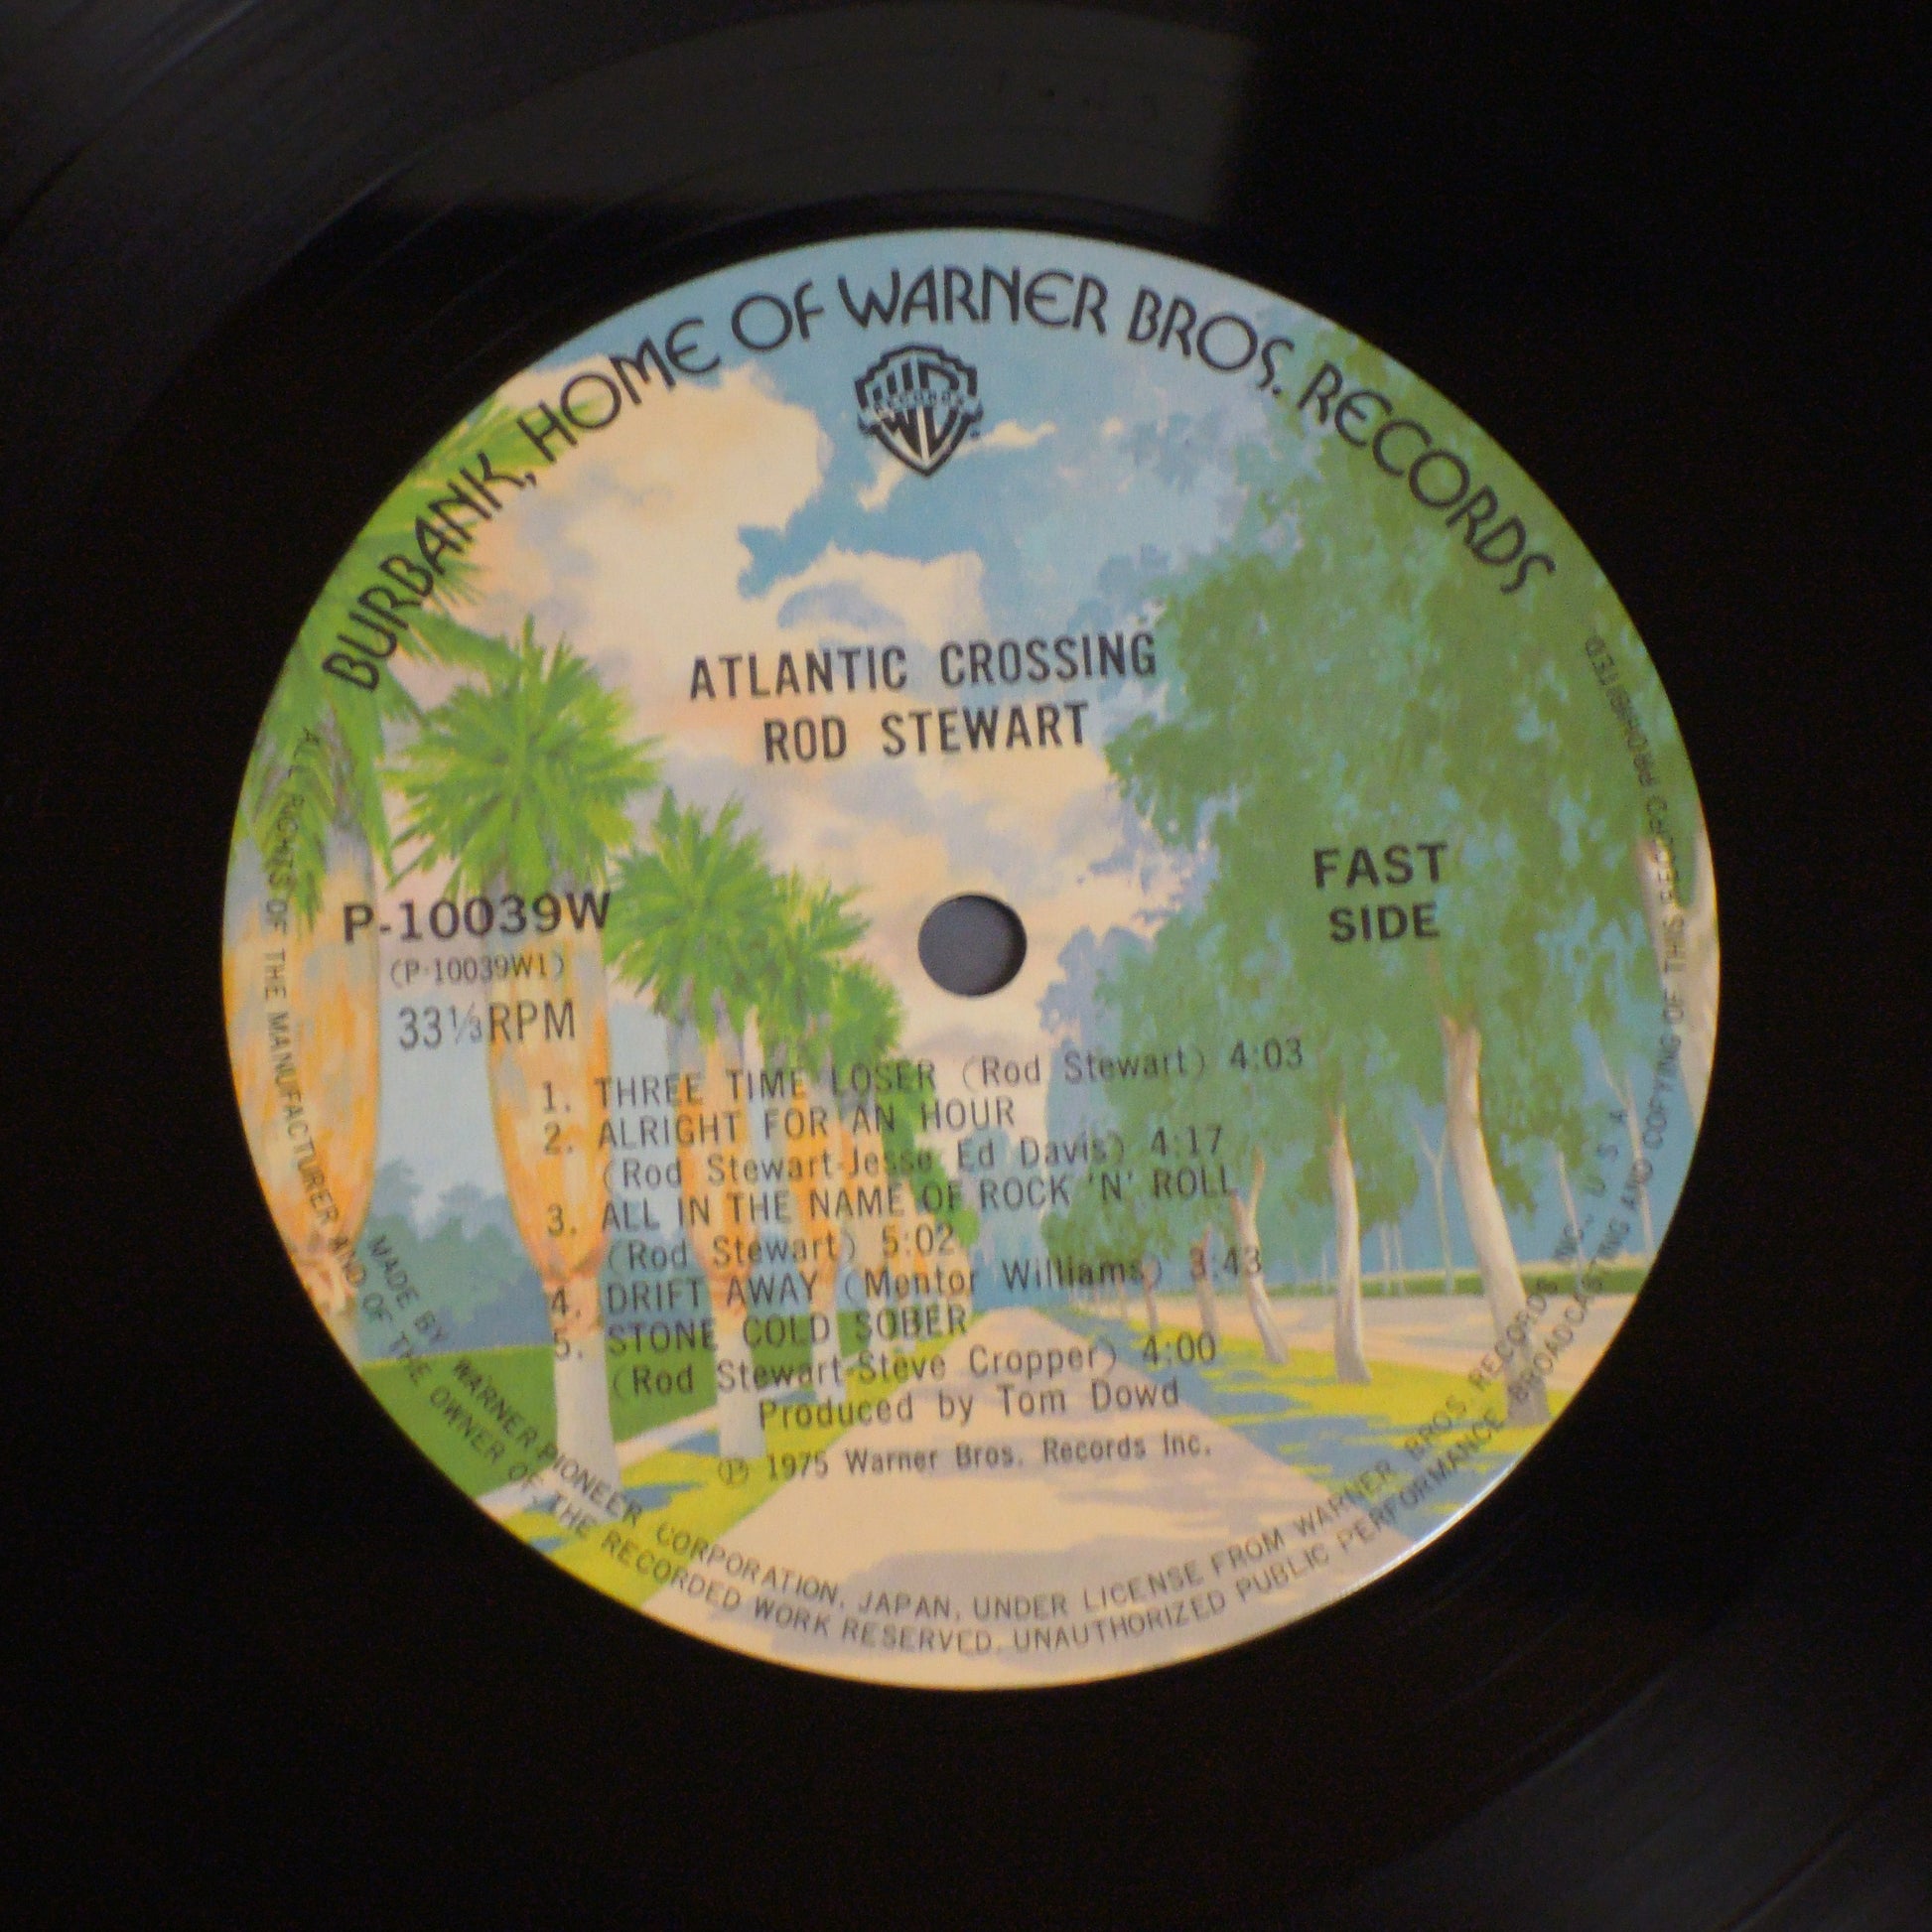 BURBANK, HOME OF WARNER BROS. RECORDS
RECORDS
ATLANTIC CROSSING
ROD STEWART
FAST
SIDE
P-10039W
(P-10039W1)
33⅓RPM
1. THREE TIME LOSER (Rod Stewart) 4:03
2. ALRIGHT FOR AN HOUR
(Rod Stewart-Jesse Ed Davis) 4:17
3. ALL IN THE NAME OF ROCK 'N' ROLL
(Rod Stewart) 5:02
4. DRIFT AWAY (Mentor Williams) 3:43
5. STONE COLD SOBER
(Rod Stewart-Steve Cropper) 4:00
Produced by Tom Dowd
℗ 1975 Warner Bros. Records Inc.
MADE BY WARNER PIONEER CORPORATION, JAPAN, UNDER LICENSE FROM WARNER BROS. RECORDS INC., U S A
ALL RIGHTS OF THE MANUFACTURER AND OF THE OWNER OF THE RECORDED WORK RESERVED. UNAUTHORIZED PUBLIC PERFORMANCE BROADCASTING AND COPYING OF THIS RECORD PROHIBITED